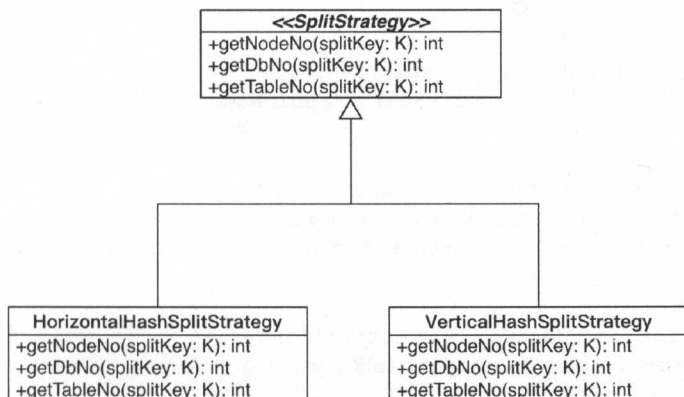 <<SplitStrategy>>
+getNodeNo(splitKey: K): int
+getDbNo(splitKey: K): int
+getTableNo(splitKey: K): int
HorizontalHashSplitStrategy
+getNodeNo(splitKey: K): int
+getDbNo(splitKey: K): int
+getTableNo(splitKey: K): int
VerticalHashSplitStrategy
+getNodeNo(splitKey: K): int
+getDbNo(splitKey: K): int
+getTableNo(splitKey: K): int